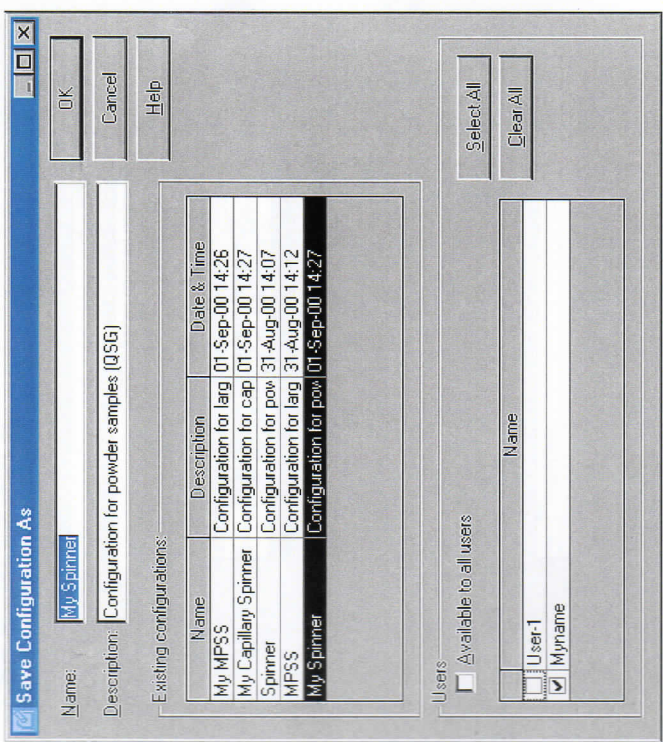 Save Configuration As
Name: My Spinner
OK
Description: Configuration for powder samples (QSG)
Cancel
Help
Existing configurations:
Name Description Date & Time
My MPSS Configuration for larg 01-Sep-00 14:26
My Capillary Spinner Configuration for cap 01-Sep-00 14:27
Spinner Configuration for pow 31-Aug-00 14:07
MPSS Configuration for larg 31-Aug-00 14:12
My Spinner Configuration for pow 01-Sep-00 14:27
Users
Available to all users
Select All
Name
Clear All
User-1
Myname